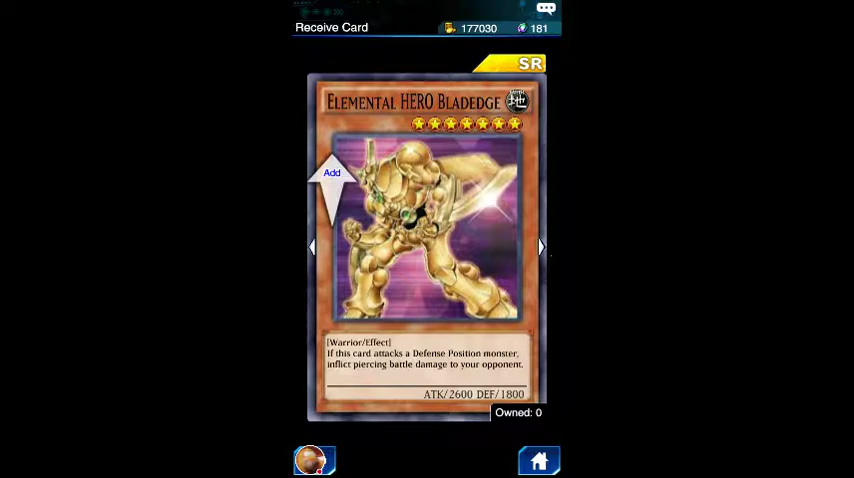 Receive Card
177030
181
SR
ELEMENTAL HERO BLADEDGE
EARTH
地
Add
[Warrior/Effect]
If this card attacks a Defense Position monster,
inflict piercing battle damage to your opponent.
ATK/2600 DEF/1800
Owned: 0